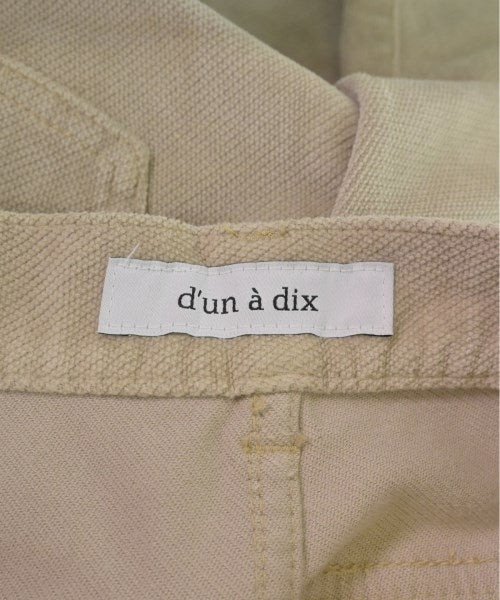 d'un à dix